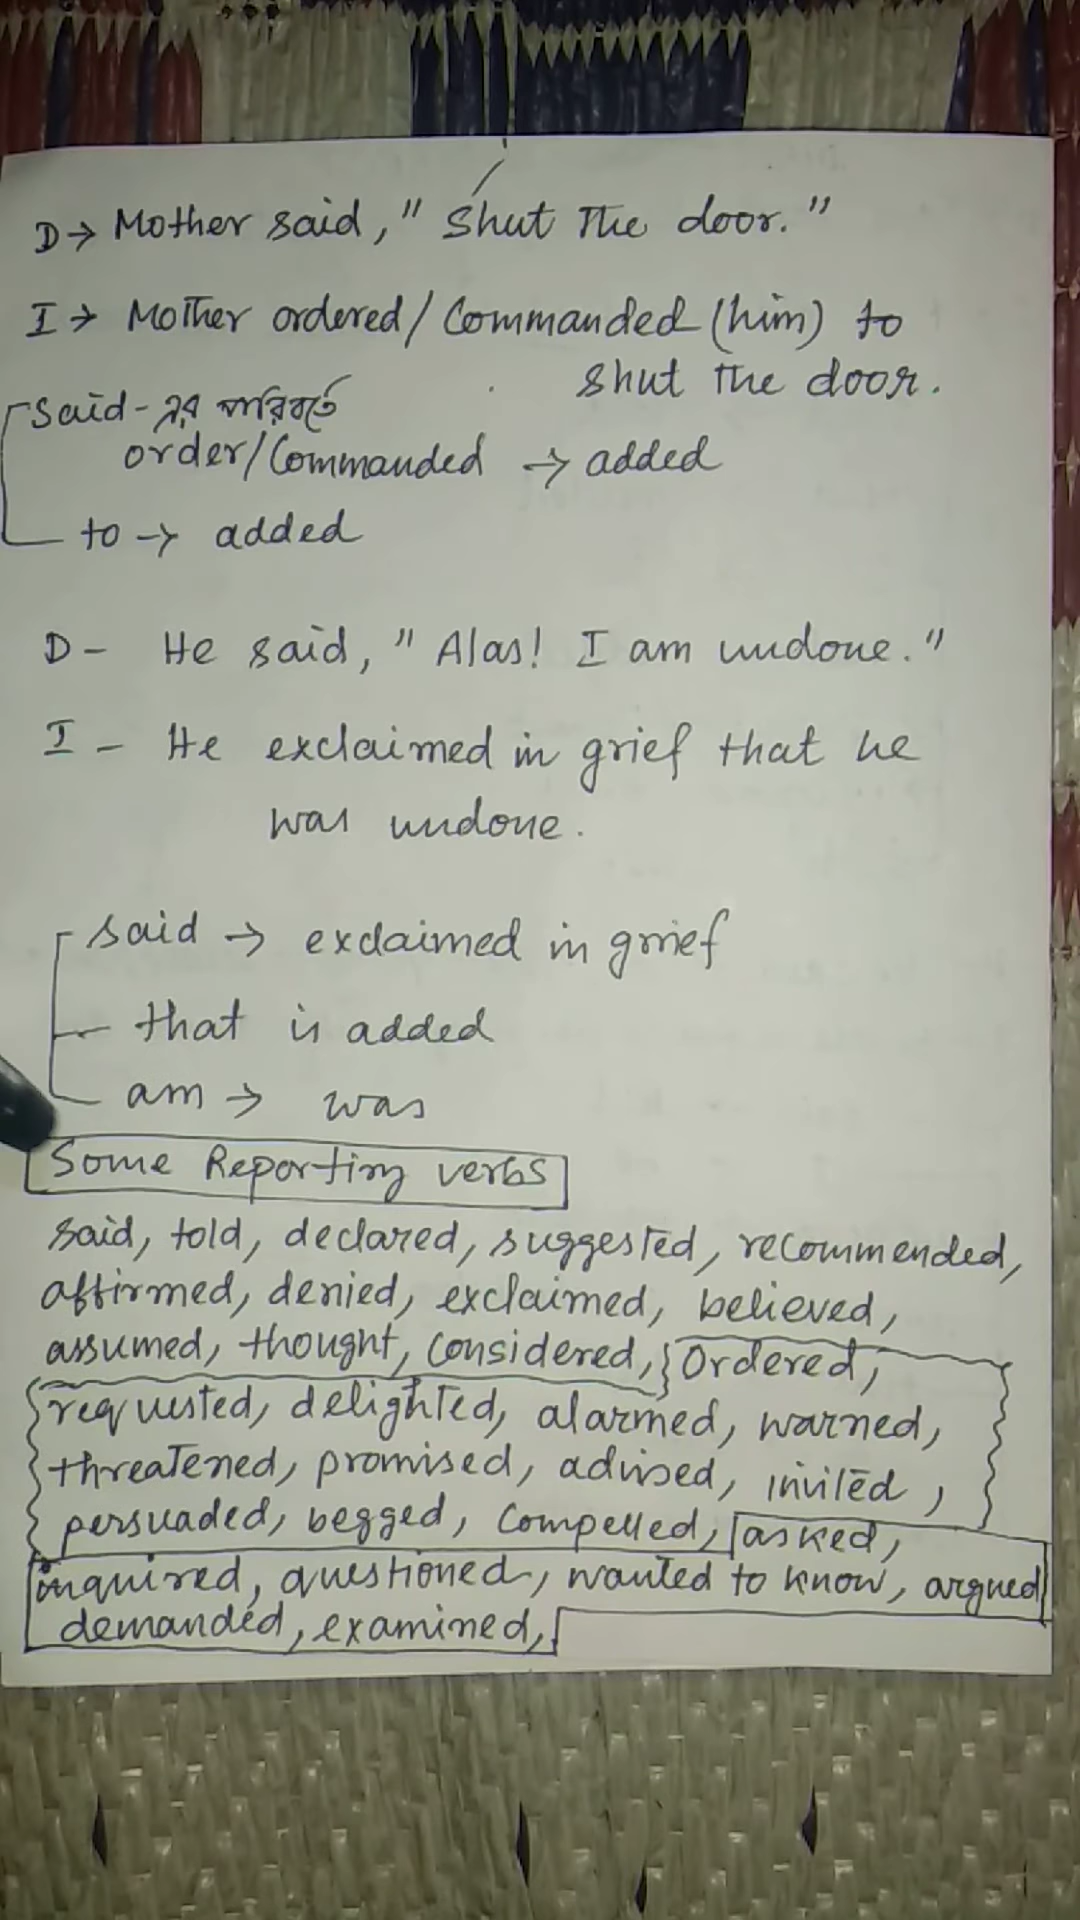 D → Mother said, " Shut The door. "
I → Mother ordered / Commanded (him) to
shut The door.
said - এর পরিবর্তে
order / Commanded → added
to → added
D - He said, " Alas! I am undone. "
I - He exclaimed in grief that he
was undone.
said → exclaimed in grief
that is added
am → was
Some Reporting verbs
said, told, declared, suggested, recommended,
affirmed, denied, exclaimed, believed,
assumed, thought, considered, Ordered,
requested, delighted, alarmed, warned,
threatened, promised, advised, invited,
persuaded, begged, compelled, asked,
inquired, questioned, wanted to know, argued
demanded, examined,